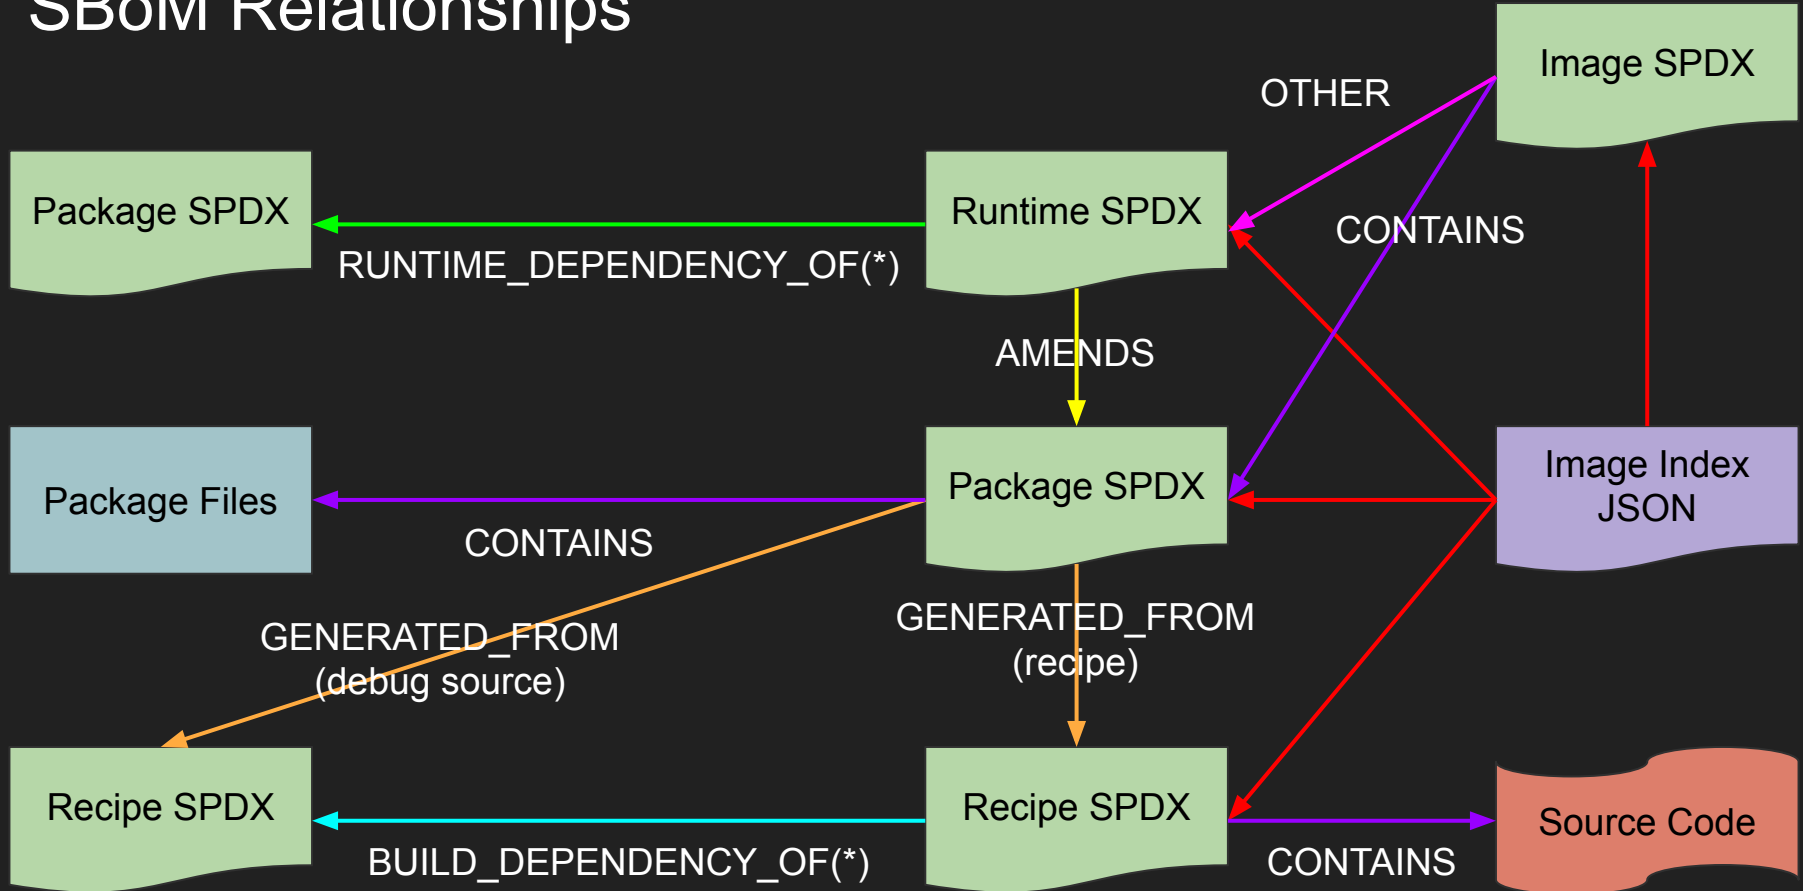 SBoM Relationships
Image SPDX
OTHER
Package SPDX
Runtime SPDX
CONTAINS
RUNTIME_DEPENDENCY_OF(*)
AMENDS
Package Files
Package SPDX
Image Index
JSON
CONTAINS
GENERATED_FROM
(debug source)
GENERATED_FROM
(recipe)
Recipe SPDX
Recipe SPDX
Source Code
BUILD_DEPENDENCY_OF(*)
CONTAINS